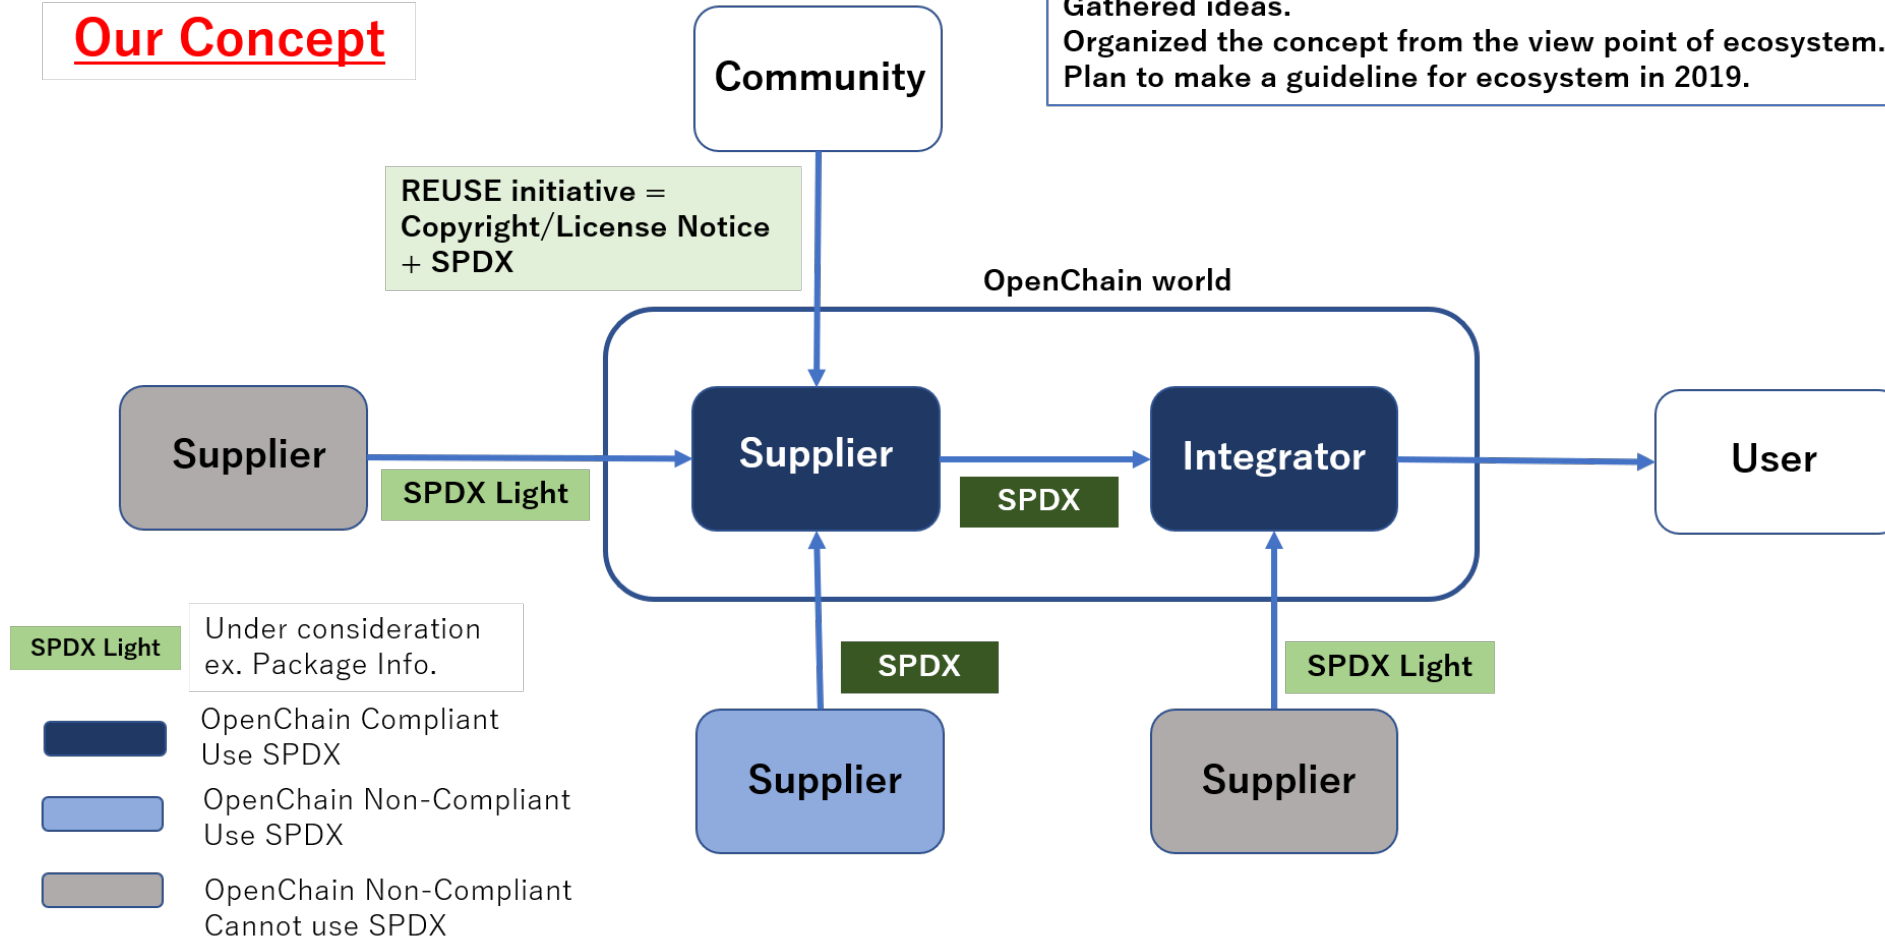 Our Concept
Community
Gathered ideas.
Organized the concept from the view point of ecosystem.
Plan to make a guideline for ecosystem in 2019.
REUSE initiative =
Copyright/License Notice
+ SPDX
OpenChain world
Supplier
SPDX Light
Supplier
SPDX
Integrator
User
SPDX Light
Under consideration
ex. Package Info.
SPDX
SPDX Light
Supplier
Supplier
OpenChain Compliant
Use SPDX
OpenChain Non-Compliant
Use SPDX
OpenChain Non-Compliant
Cannot use SPDX